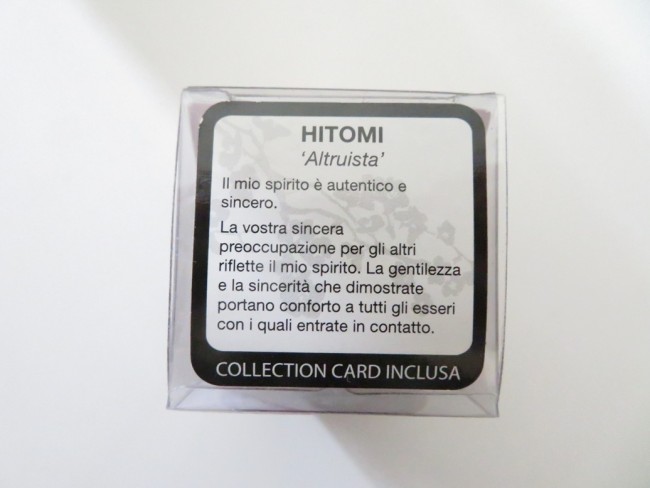 HITOMI
‘Altruista’
Il mio spirito è autentico e
sincero.
La vostra sincera
preoccupazione per gli altri
riflette il mio spirito. La gentilezza
e la sincerità che dimostrate
portano conforto a tutti gli esseri
con i quali entrate in contatto.
COLLECTION CARD INCLUSA